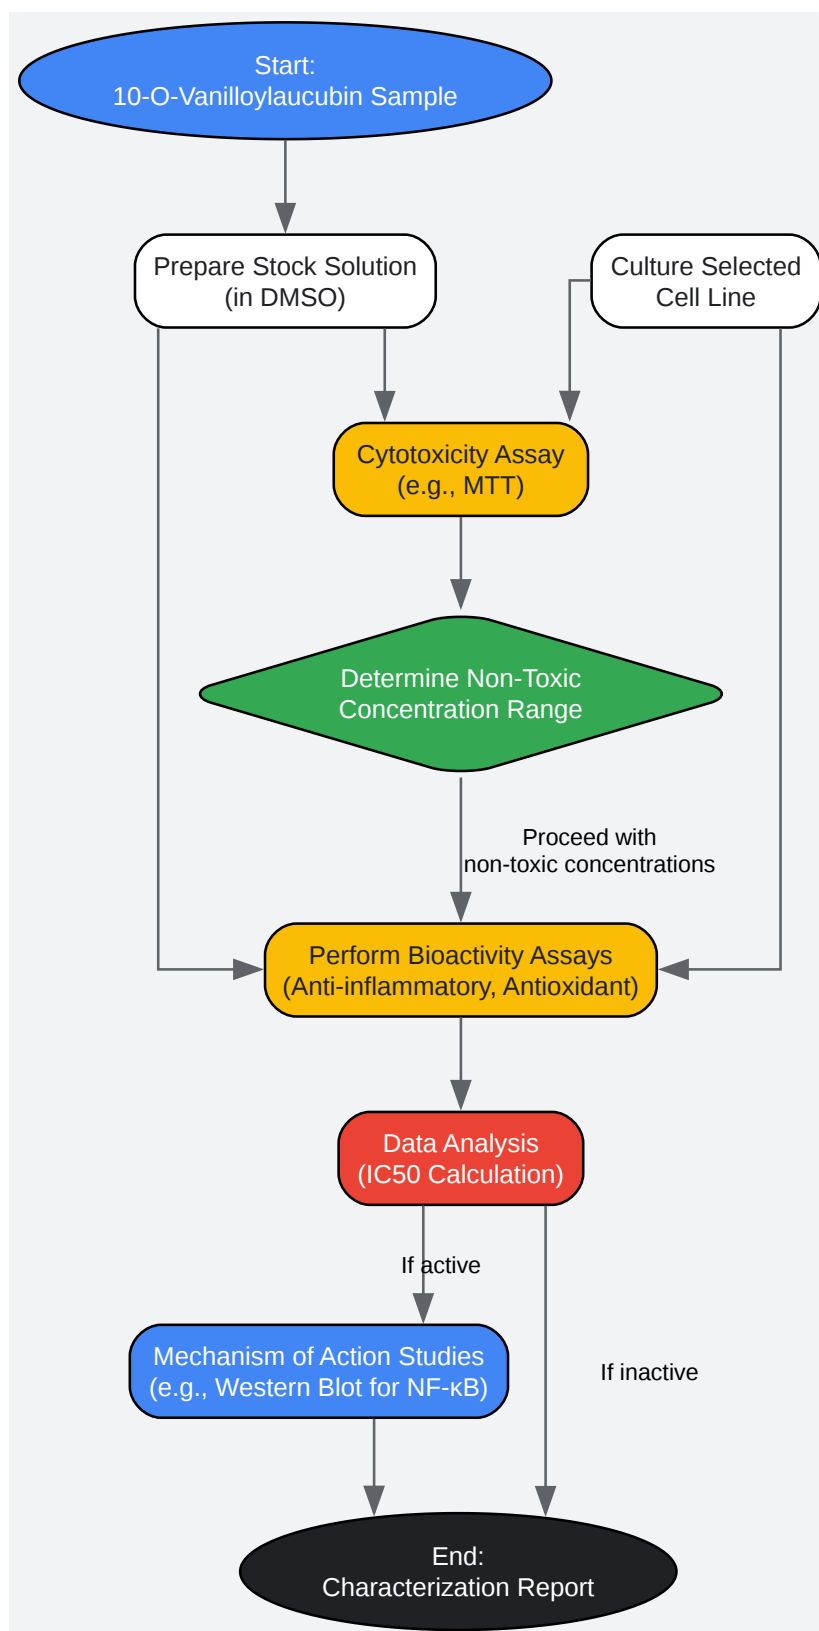 Start:
10-O-Vanilloylaucubin Sample
Prepare Stock Solution
(in DMSO)
Culture Selected
Cell Line
Cytotoxicity Assay
(e.g., MTT)
Determine Non-Toxic
Concentration Range
Proceed with
non-toxic concentrations
Perform Bioactivity Assays
(Anti-inflammatory, Antioxidant)
Data Analysis
(IC50 Calculation)
If active
Mechanism of Action Studies
(e.g., Western Blot for NF-κB)
If inactive
End:
Characterization Report